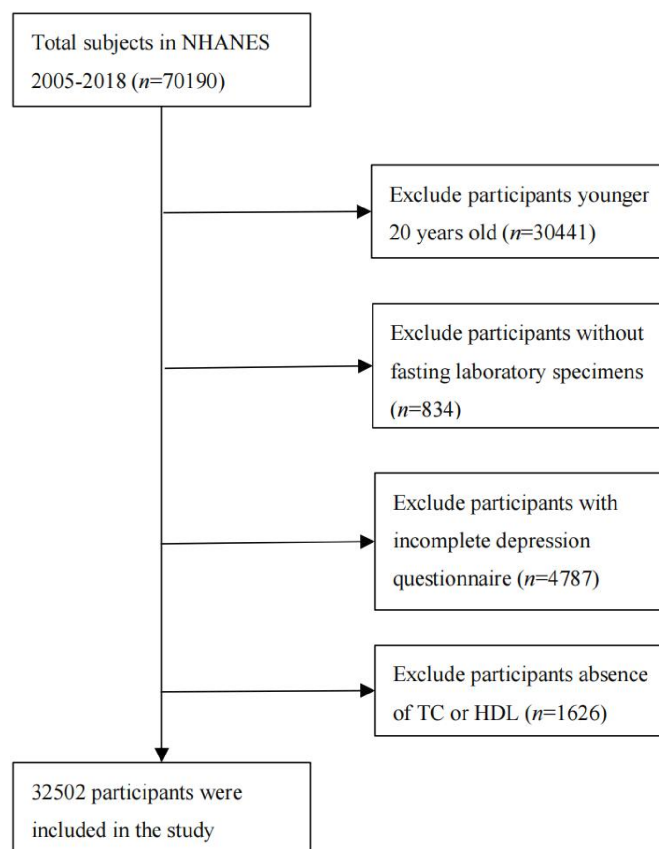 Total subjects in NHANES
2005-2018 (n=70190)
Exclude participants younger
20 years old (n=30441)
Exclude participants without
fasting laboratory specimens
(n=834)
Exclude participants with
incomplete depression
questionnaire (n=4787)
Exclude participants absence
of TC or HDL (n=1626)
32502 participants were
included in the study